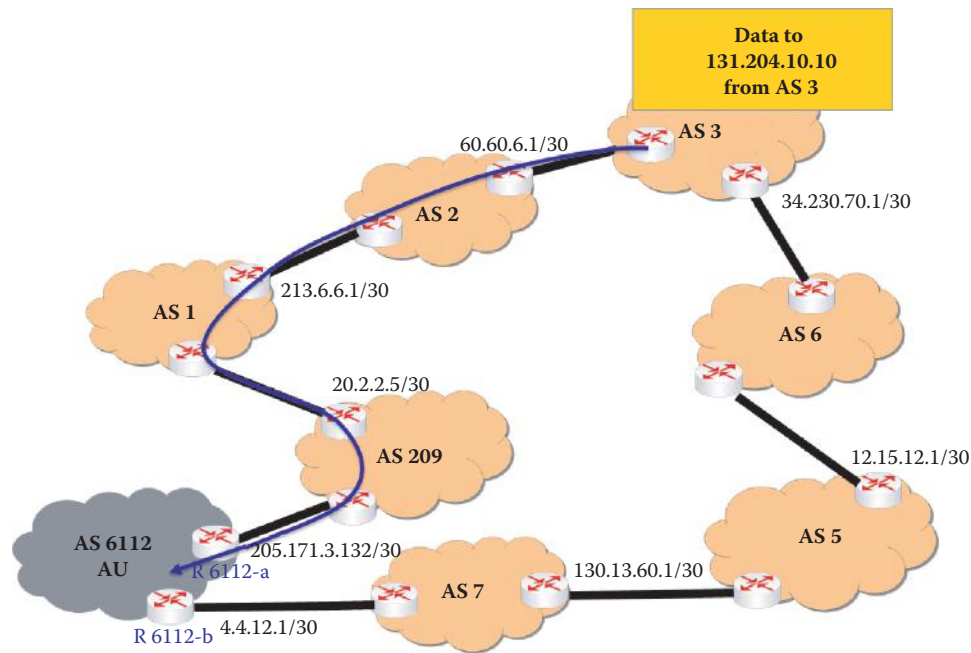 Data to
131.204.10.10
from AS 3
AS 3
60.60.6.1/30
34.230.70.1/30
AS 2
213.6.6.1/30
AS 1
AS 6
20.2.2.5/30
AS 209
12.15.12.1/30
AS 6112
AU
205.171.3.132/30
R 6112-a
AS 5
130.13.60.1/30
AS 7
4.4.12.1/30
R 6112-b